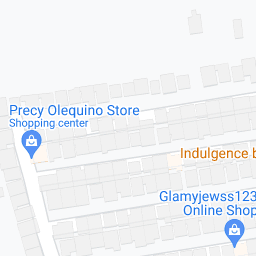 Precy Olequino Store
Shopping center
Indulgence b
Glamyjewss123
Online Shop